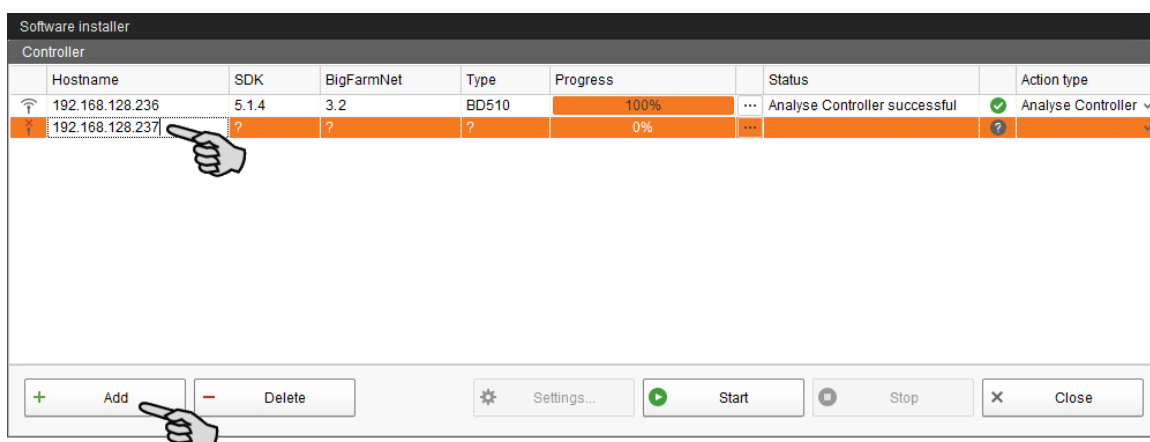 Software installer
Controller
Hostname SDK BigFarmNet Type Progress Status Action type
192.168.128.236 5.1.4 3.2 BD510 100% ... Analyse Controller successful Analyse Controller
192.168.128.237 ? ? ? 0% ... ?
+ Add − Delete Settings... Start Stop × Close